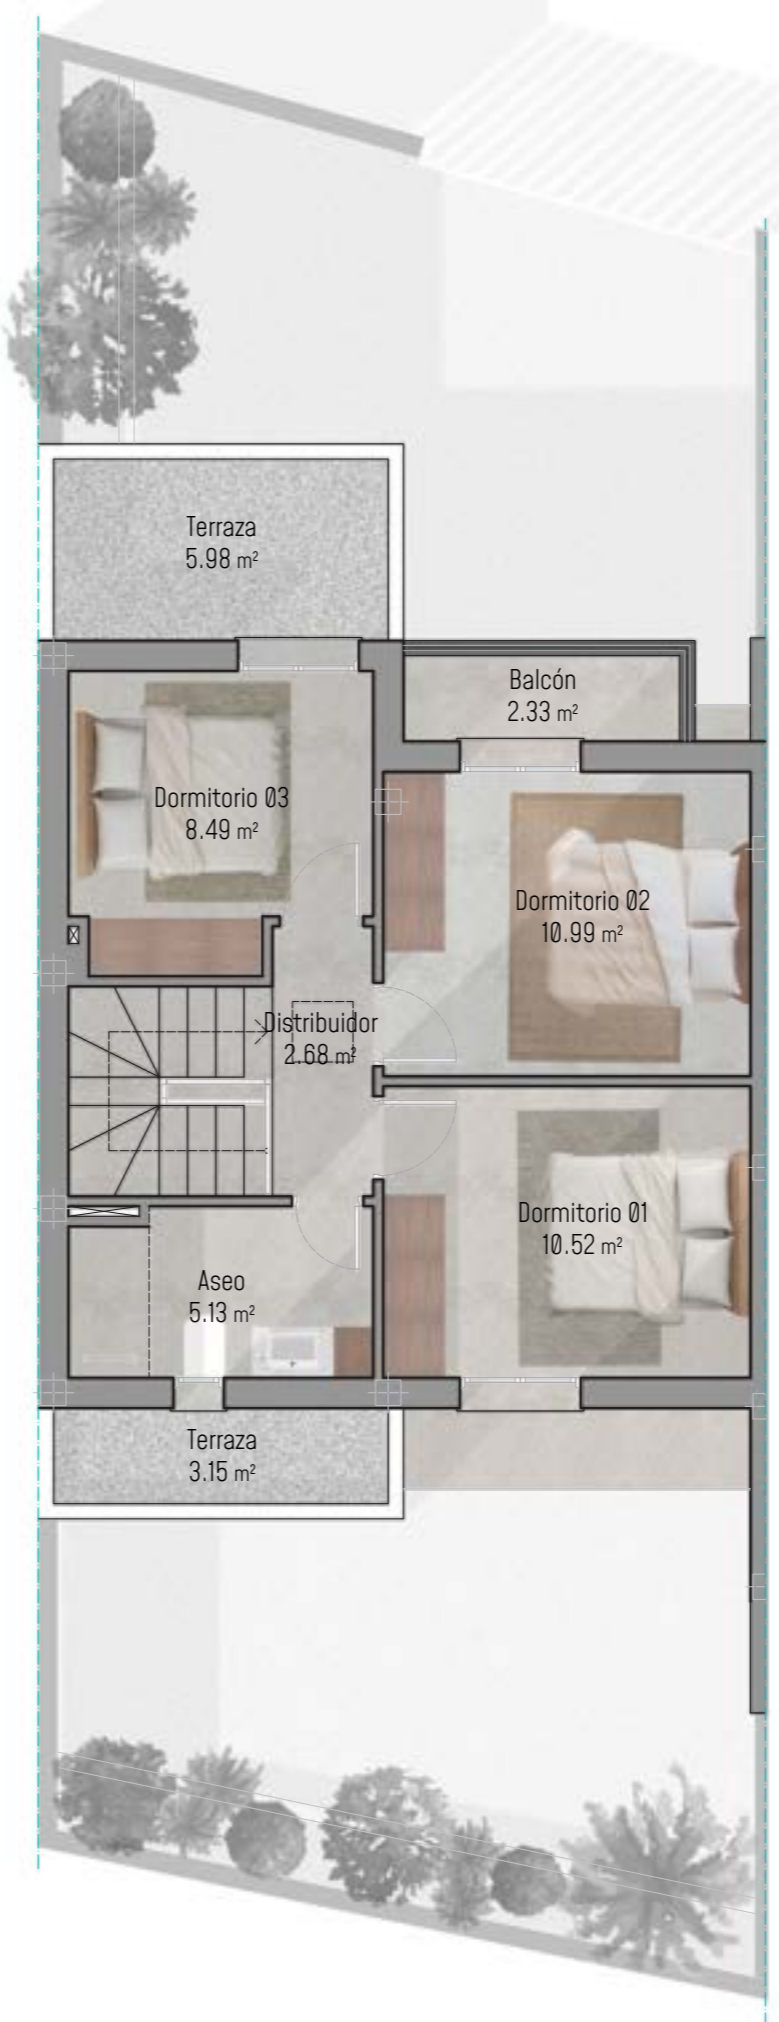 Terraza
5.98 m²
Balcón
2.33 m²
Dormitorio 03
8.49 m²
Dormitorio 02
10.99 m²
Distribuidor
2.68 m²
Dormitorio 01
10.52 m²
Aseo
5.13 m²
Terraza
3.15 m²